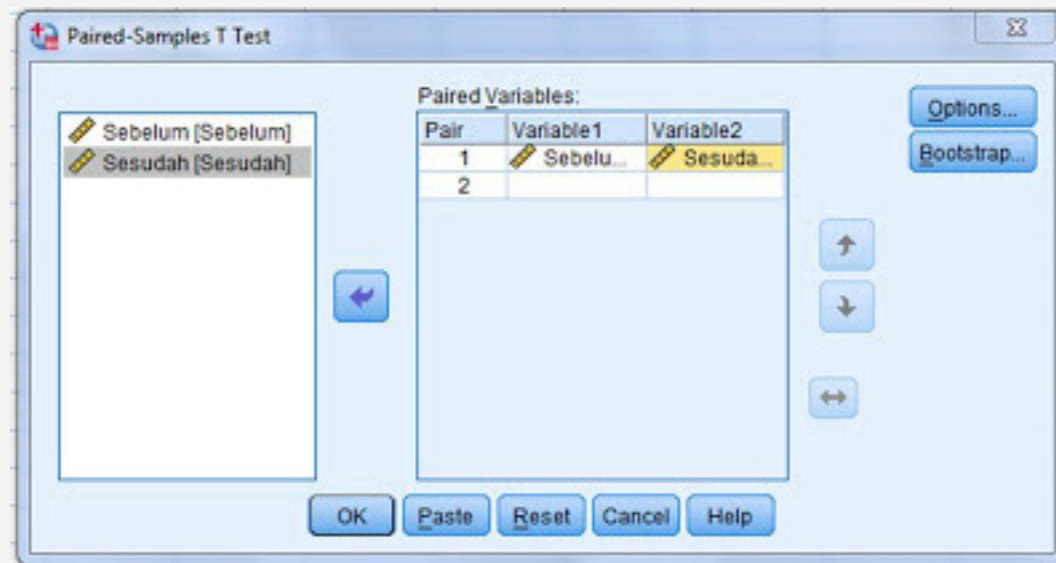 Paired-Samples T Test
Sebelum [Sebelum]
Sesudah [Sesudah]
Paired Variables:
Pair Variable1 Variable2
1 Sebelu... Sesuda...
2
Options...
Bootstrap...
OK Paste Reset Cancel Help